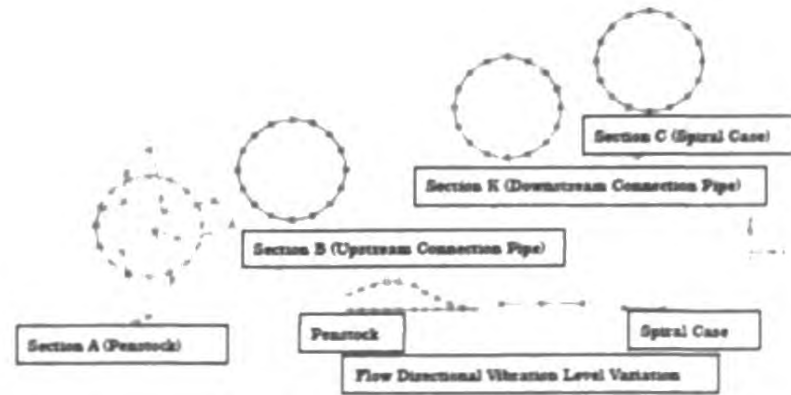 Section C (Spiral Case)
Section K (Downstream Connection Pipe)
Section B (Upstream Connection Pipe)
Section A (Penstock)
Penstock
Spiral Case
Flow Directional Vibration Level Variation